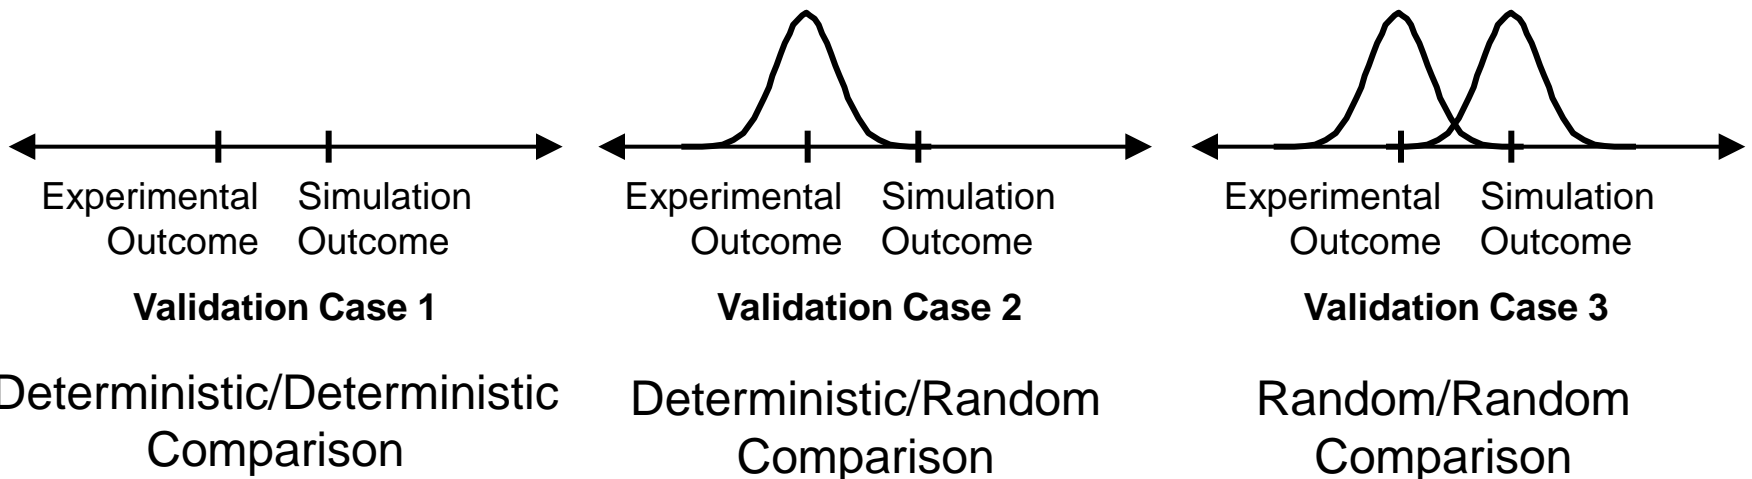 Experimental Outcome
Simulation Outcome
Validation Case 1
Deterministic/Deterministic
Comparison
Experimental
Outcome
Simulation
Outcome
Validation Case 2
Deterministic/Random
Comparison
Experimental
Outcome
Simulation
Outcome
Validation Case 3
Random/Random
Comparison